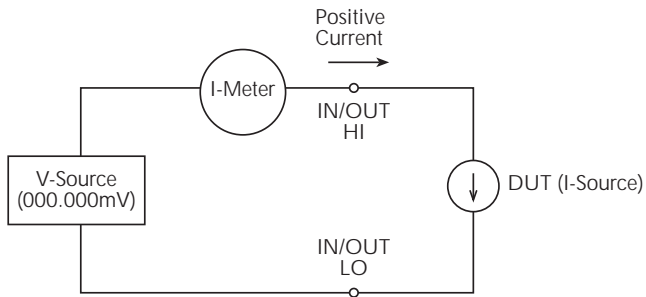 Positive
Current
I-Meter
IN/OUT
HI
V-Source
(000.000mV)
DUT (I-Source)
IN/OUT
LO